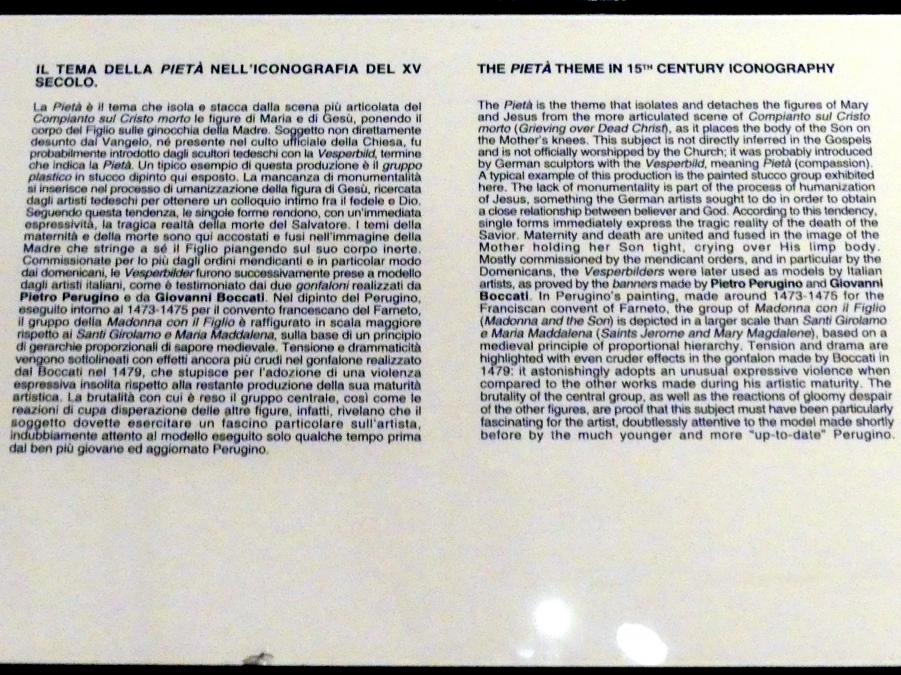 IL TEMA DELLA PIETÀ NELL'ICONOGRAFIA DEL XV
SECOLO.
La Pietà è il tema che isola e stacca dalla scena più articolata del
Compianto sul Cristo morto le figure di Maria e di Gesù, ponendo il
corpo del Figlio sulle ginocchia della Madre. Soggetto non direttamente
desunto dal Vangelo, né presente nel culto ufficiale della Chiesa, fu
probabilmente introdotto dagli scultori tedeschi con la Vesperbild, termine
che indica la Pietà. Un tipico esempio di questa produzione è il gruppo
plastico in stucco dipinto qui esposto. La mancanza di monumentalità
si inserisce nel processo di umanizzazione della figura di Gesù, ricercata
dagli artisti tedeschi per ottenere un colloquio intimo fra il fedele e Dio.
Seguendo questa tendenza, le singole forme rendono, con un'immediata
espressività, la tragica realtà della morte del Salvatore. I temi della
maternità e della morte sono qui accostati e fusi nell'immagine della
Madre che stringe a sé il Figlio piangendo sul suo corpo inerte.
Commissionate per lo più dagli ordini mendicanti e in particolar modo
dai domenicani, le Vesperbilder furono successivamente prese a modello
dagli artisti italiani, come è testimoniato dai due gonfaloni realizzati da
Pietro Perugino e da Giovanni Boccati. Nel dipinto del Perugino,
eseguito intorno al 1473-1475 per il convento francescano del Farneto,
il gruppo della Madonna con il Figlio è raffigurato in scala maggiore
rispetto ai Santi Girolamo e Maria Maddalena, sulla base di un principio
di gerarchie proporzionali di sapore medievale. Tensione e drammaticità
vengono sottolineati con effetti ancora più crudi nel gonfalone realizzato
dal Boccati nel 1479, che stupisce per l'adozione di una violenza
espressiva insolita rispetto alla restante produzione della sua maturità
artistica. La brutalità con cui è reso il gruppo centrale, così come le
reazioni di cupa disperazione delle altre figure, infatti, rivelano che il
soggetto dovette esercitare un fascino particolare sull'artista,
indubbiamente attento al modello eseguito solo qualche tempo prima
dal ben più giovane ed aggiornato Perugino.
THE PIETÀ THEME IN 15TH CENTURY ICONOGRAPHY
The Pietà is the theme that isolates and detaches the figures of Mary
and Jesus from the more articulated scene of Compianto sul Cristo
morto (Grieving over Dead Christ), as it places the body of the Son on
the Mother's knees. This subject is not directly inferred in the Gospels
and is not officially worshipped by the Church; it was probably introduced
by German sculptors with the Vesperbild, meaning Pietà (compassion).
A typical example of this production is the painted stucco group exhibited
here. The lack of monumentality is part of the process of humanization
of Jesus, something the German artists sought to do in order to obtain
a close relationship between believer and God. According to this tendency,
single forms immediately express the tragic reality of the death of the
Savior. Maternity and death are united and fused in the image of the
Mother holding her Son tight, crying over His limp body.
Mostly commissioned by the mendicant orders, and in particular by the
Domenicans, the Vesperbilders were later used as models by Italian
artists, as proved by the banners made by Pietro Perugino and Giovanni
Boccati. In Perugino's painting, made around 1473-1475 for the
Franciscan convent of Farneto, the group of Madonna con il Figlio
(Madonna and the Son) is depicted in a larger scale than Santi Girolamo
e Maria Maddalena (Saints Jerome and Mary Magdalene), based on a
medieval principle of proportional hierarchy. Tension and drama are
highlighted with even cruder effects in the gonfalon made by Boccati in
1479: it astonishingly adopts an unusual expressive violence when
compared to the other works made during his artistic maturity. The
brutality of the central group, as well as the reactions of gloomy despair
of the other figures, are proof that this subject must have been particularly
fascinating for the artist, doubtlessly attentive to the model made shortly
before by the much younger and more "up-to-date" Perugino.